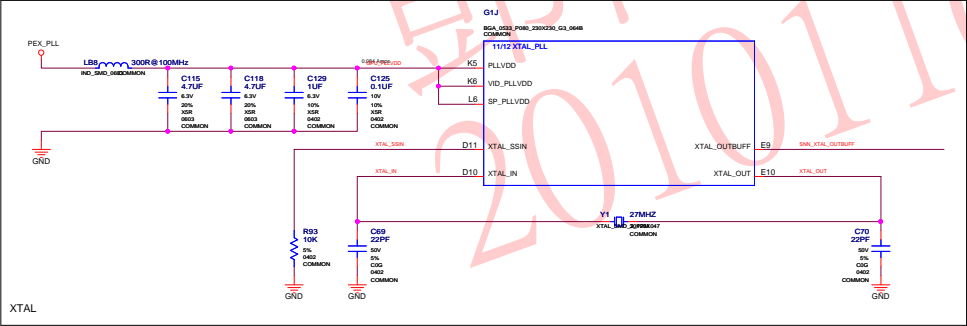 G1J
BGA_0533_P080_230X230_G3_064B
COMMON
11/12 XTAL_PLL
PEX_PLL
LB8 300R@100MHz
COMMON
K5 PLLVDD
K6 VID_PLLVDD
L6 SP_PLLVDD
C115
4.7UF
6.3V
20%
X5R
0603
COMMON
C118
4.7UF
6.3V
20%
X5R
0603
COMMON
C129
1UF
6.3V
10%
X5R
0402
COMMON
C125
0.1UF
10V
10%
X5R
0402
COMMON
GND
XTAL_SSIN D11 XTAL_SSIN
XTAL_IN D10 XTAL_IN
XTAL_OUTBUFF E9 SNN_XTAL_OUTBUFF
XTAL_OUT E10 XTAL_OUT
Y1 27MHZ
COMMON
R93
10K
5%
0402
COMMON
GND
C69
22PF
50V
5%
C0G
0402
COMMON
GND
C70
22PF
50V
5%
C0G
0402
COMMON
GND
XTAL
201011